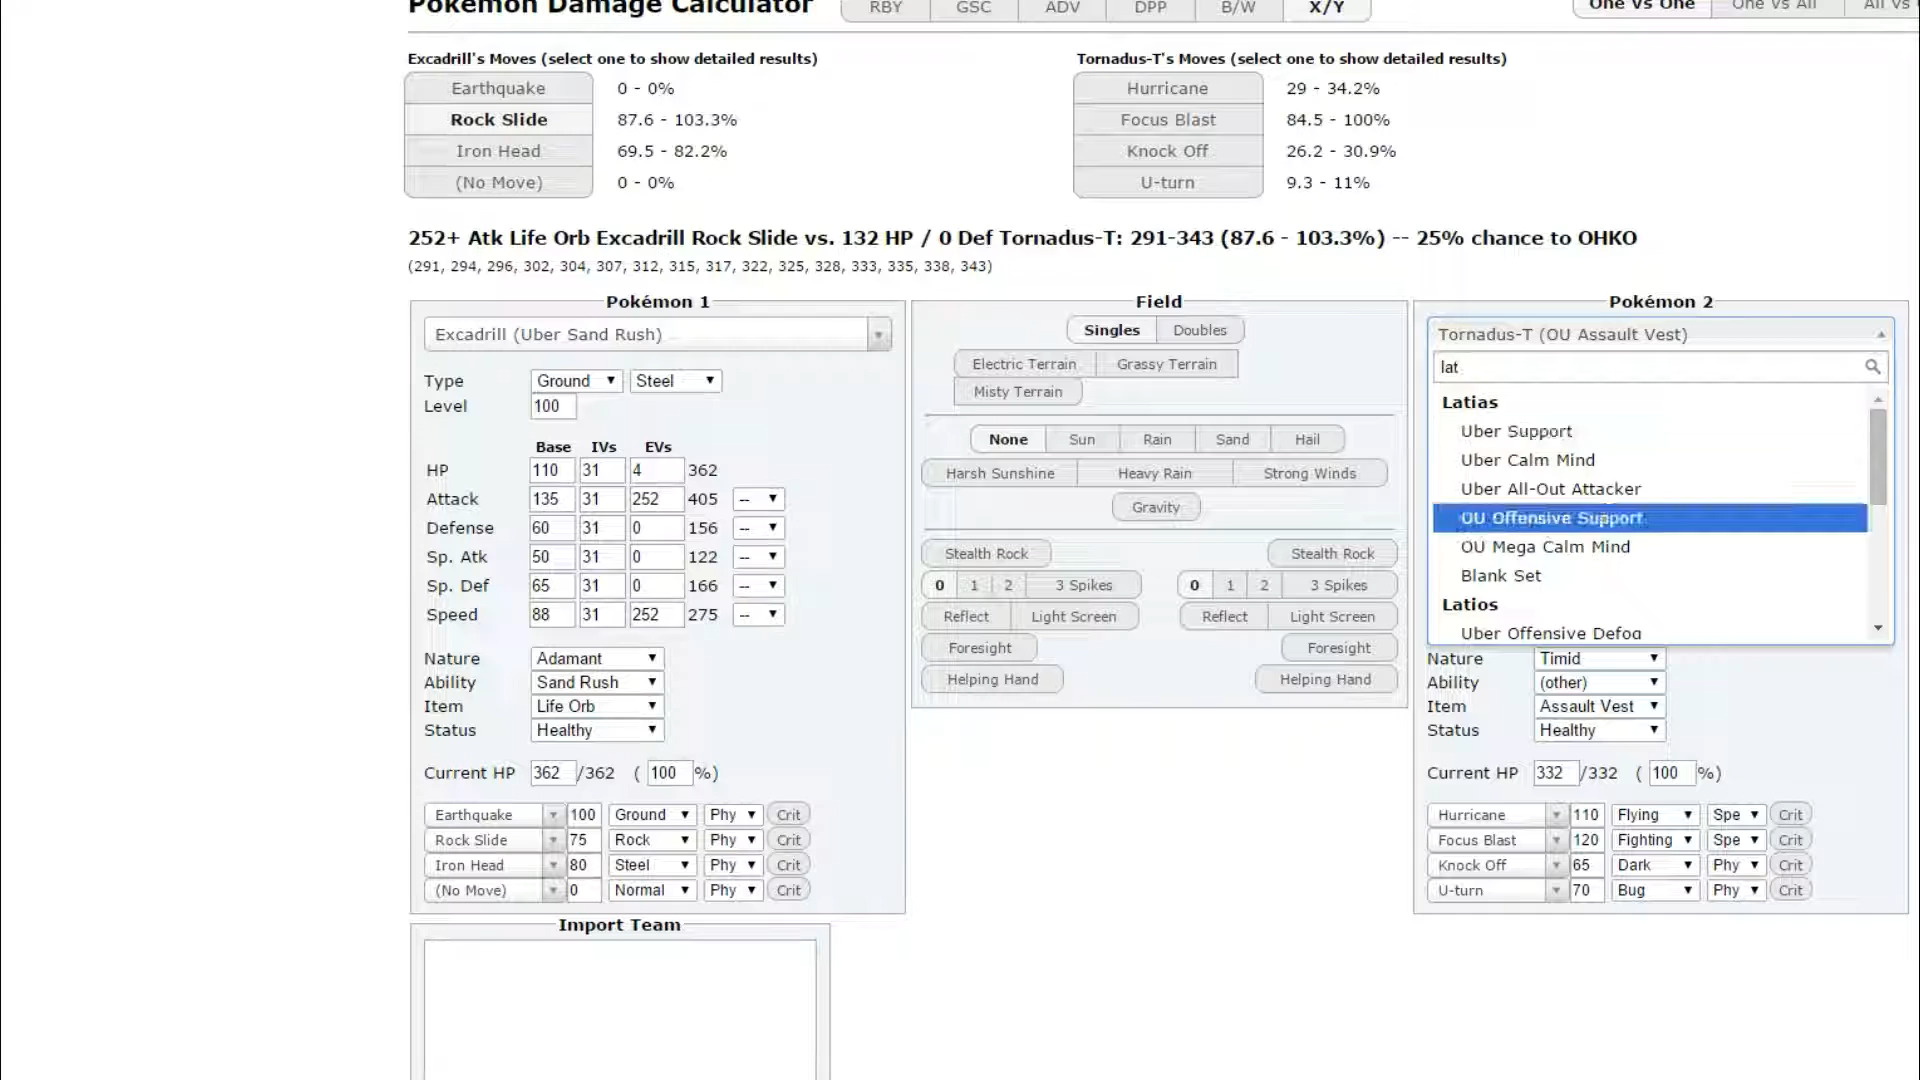 Pokémon Damage Calculator RBY GSC ADV DPP B/W X/Y One Vs One One Vs All All Vs
Excadrill's Moves (select one to show detailed results)
Earthquake 0 - 0%
Rock Slide 87.6 - 103.3%
Iron Head 69.5 - 82.2%
(No Move) 0 - 0%
Tornadus-T's Moves (select one to show detailed results)
Hurricane 29 - 34.2%
Focus Blast 84.5 - 100%
Knock Off 26.2 - 30.9%
U-turn 9.3 - 11%
252+ Atk Life Orb Excadrill Rock Slide vs. 132 HP / 0 Def Tornadus-T: 291-343 (87.6 - 103.3%) -- 25% chance to OHKO
(291, 294, 296, 302, 304, 307, 312, 315, 317, 322, 325, 328, 333, 335, 338, 343)
Pokémon 1
Excadrill (Uber Sand Rush)
Type Ground Steel
Level 100
Base IVs EVs
HP 110 31 4 362
Attack 135 31 252 405 --
Defense 60 31 0 156 --
Sp. Atk 50 31 0 122 --
Sp. Def 65 31 0 166 --
Speed 88 31 252 275 --
Nature Adamant
Ability Sand Rush
Item Life Orb
Status Healthy
Current HP 362 /362 ( 100 %)
Earthquake 100 Ground Phy Crit
Rock Slide 75 Rock Phy Crit
Iron Head 80 Steel Phy Crit
(No Move) 0 Normal Phy Crit
Import Team
Field
Singles Doubles
Electric Terrain Grassy Terrain
Misty Terrain
None Sun Rain Sand Hail
Harsh Sunshine Heavy Rain Strong Winds
Gravity
Stealth Rock Stealth Rock
0 1 2 3 Spikes 0 1 2 3 Spikes
Reflect Light Screen Reflect Light Screen
Foresight Foresight
Helping Hand Helping Hand
Pokémon 2
Tornadus-T (OU Assault Vest)
lat
Latias
Uber Support
Uber Calm Mind
Uber All-Out Attacker
OU Offensive Support
OU Mega Calm Mind
Blank Set
Latios
Uber Offensive Defog
Nature Timid
Ability (other)
Item Assault Vest
Status Healthy
Current HP 332 /332 ( 100 %)
Hurricane 110 Flying Spe Crit
Focus Blast 120 Fighting Spe Crit
Knock Off 65 Dark Phy Crit
U-turn 70 Bug Phy Crit